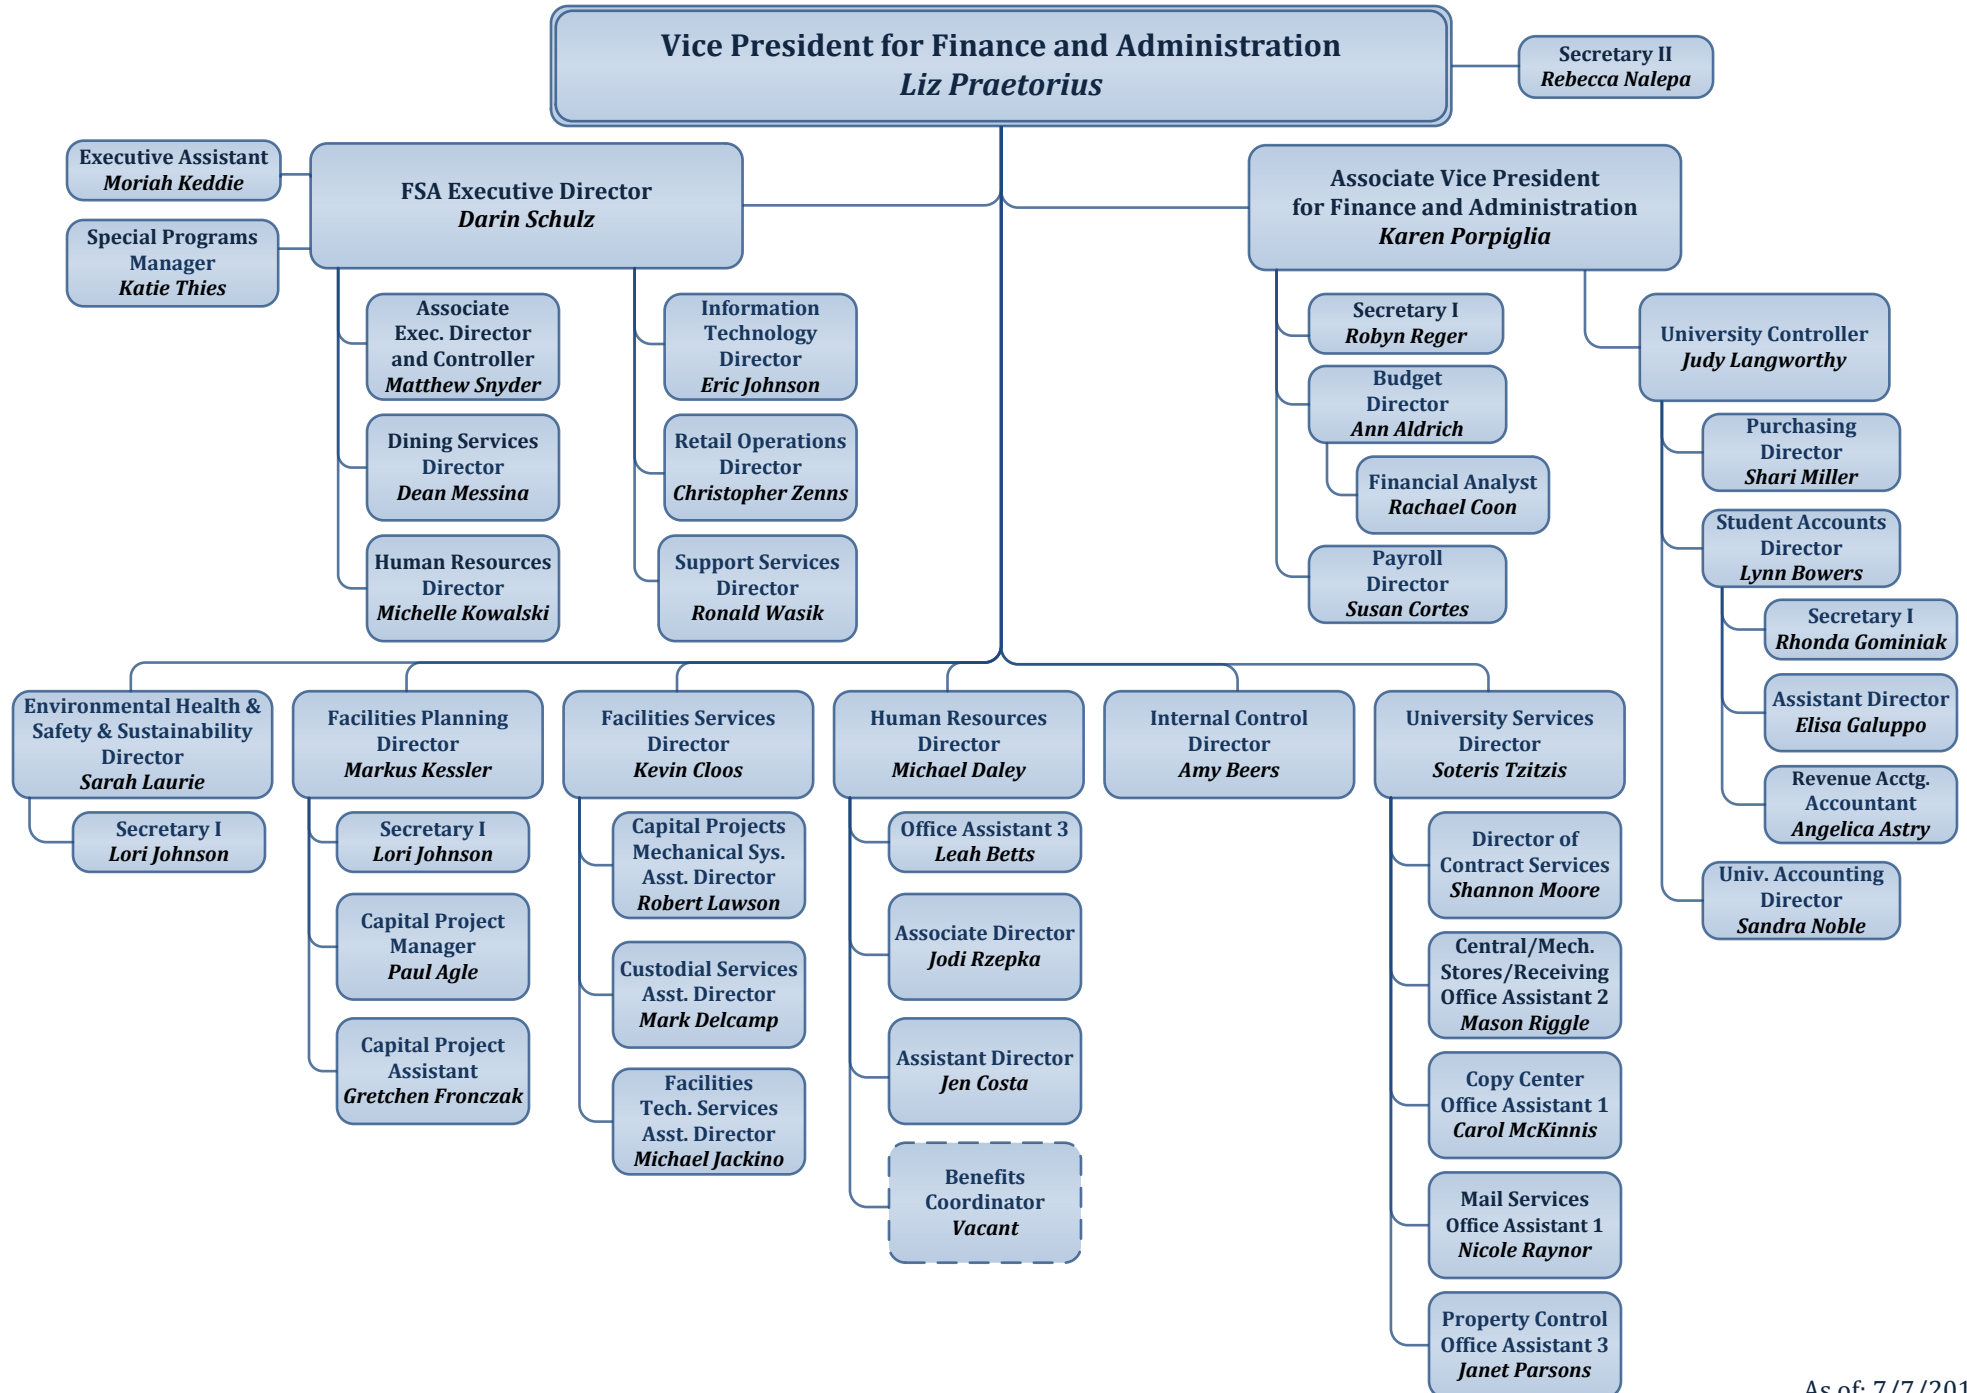 Vice President for Finance and Administration
Liz Praetorius
Secretary II
Rebecca Nalepa
Executive Assistant
Moriah Keddie
Special Programs
Manager
Katie Thies
FSA Executive Director
Darin Schulz
Associate Vice President
for Finance and Administration
Karen Porpiglia
Associate
Exec. Director
and Controller
Matthew Snyder
Dining Services
Director
Dean Messina
Human Resources
Director
Michelle Kowalski
Information
Technology
Director
Eric Johnson
Retail Operations
Director
Christopher Zenns
Support Services
Director
Ronald Wasik
Secretary I
Robyn Reger
Budget
Director
Ann Aldrich
Financial Analyst
Rachael Coon
Payroll
Director
Susan Cortes
University Controller
Judy Langworthy
Purchasing
Director
Shari Miller
Student Accounts
Director
Lynn Bowers
Secretary I
Rhonda Gominiak
Assistant Director
Elisa Galuppo
Revenue Acctg.
Accountant
Angelica Astry
Univ. Accounting
Director
Sandra Noble
Environmental Health &
Safety & Sustainability
Director
Sarah Laurie
Secretary I
Lori Johnson
Facilities Planning
Director
Markus Kessler
Secretary I
Lori Johnson
Capital Project
Manager
Paul Agle
Capital Project
Assistant
Gretchen Fronczak
Facilities Services
Director
Kevin Cloos
Capital Projects
Mechanical Sys.
Asst. Director
Robert Lawson
Custodial Services
Asst. Director
Mark Delcamp
Facilities
Tech. Services
Asst. Director
Michael Jackino
Human Resources
Director
Michael Daley
Office Assistant 3
Leah Betts
Associate Director
Jodi Rzepka
Assistant Director
Jen Costa
Benefits
Coordinator
Vacant
Internal Control
Director
Amy Beers
University Services
Director
Soteris Tzitzis
Director of
Contract Services
Shannon Moore
Central/Mech.
Stores/Receiving
Office Assistant 2
Mason Riggle
Copy Center
Office Assistant 1
Carol McKinnis
Mail Services
Office Assistant 1
Nicole Raynor
Property Control
Office Assistant 3
Janet Parsons
As of: 7/7/201